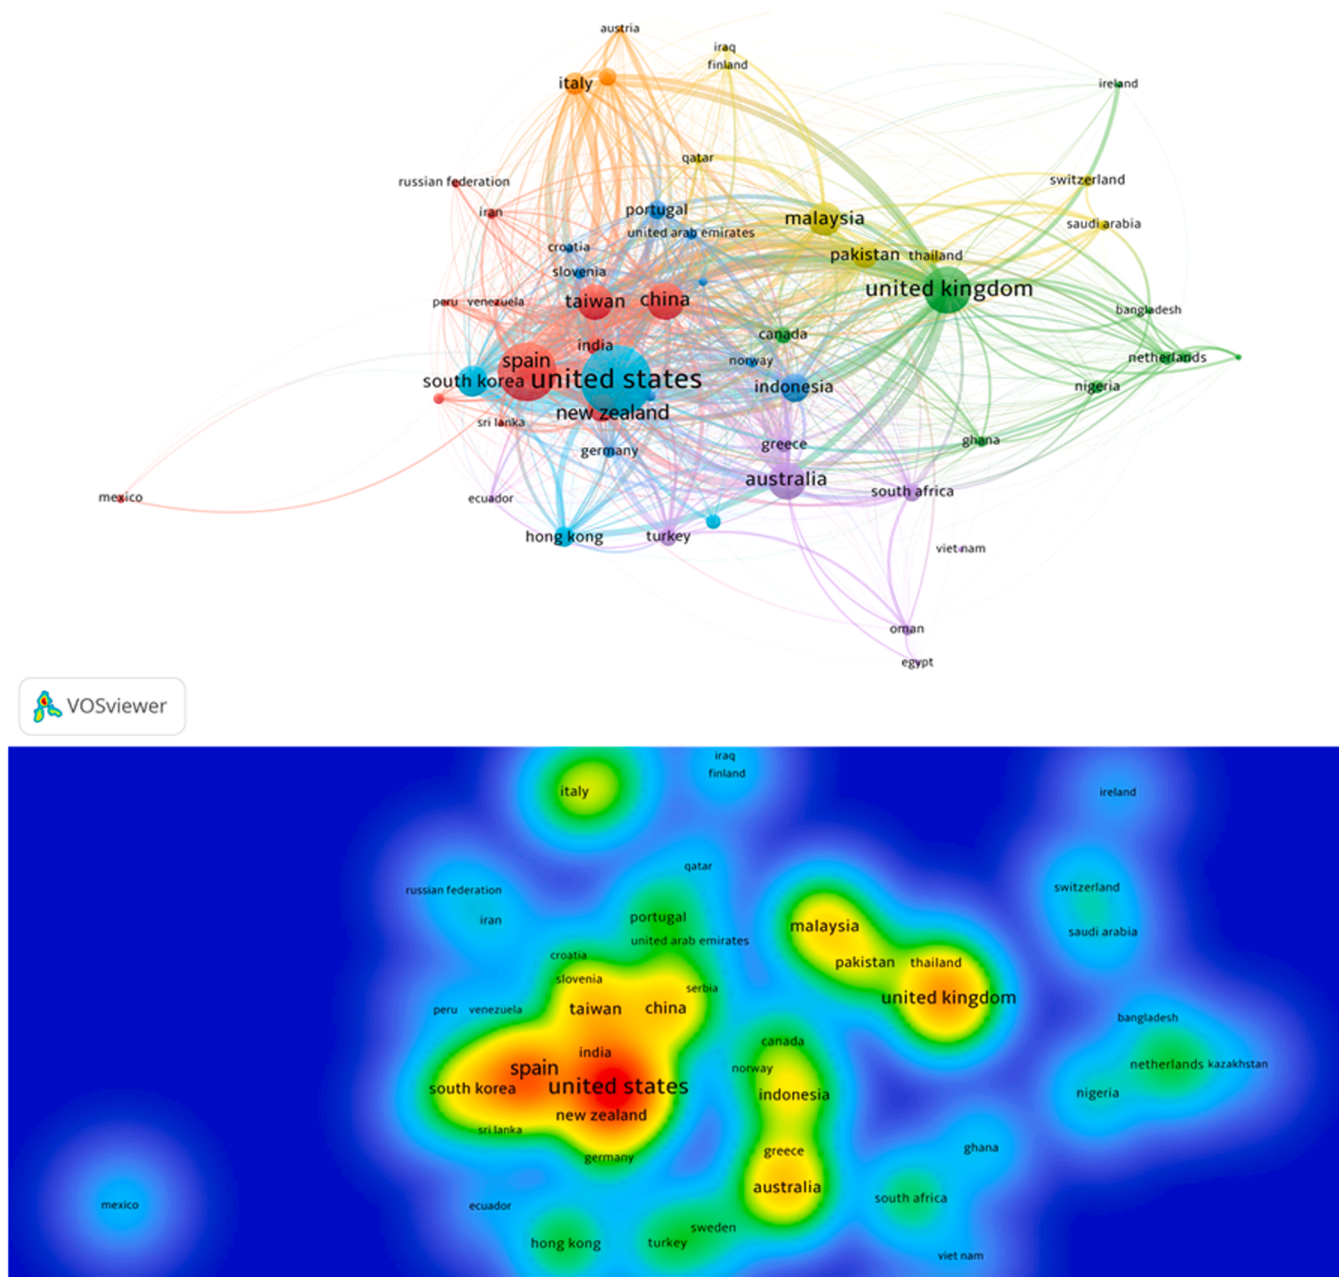 austria
iraq
finland
italy
ireland
qatar
switzerland
russian federation
iran
portugal
malaysia
saudi arabia
united arab emirates
croatia
pakistan
thailand
slovenia
united kingdom
peru
venezuela
taiwan
china
bangladesh
canada
india
norway
netherlands
spain
south korea
united states
indonesia
nigeria
new zealand
sri lanka
germany
greece
ghana
australia
south africa
mexico
ecuador
hong kong
turkey
viet nam
oman
egypt
VOSviewer
iraq
finland
italy
ireland
qatar
switzerland
russian federation
iran
portugal
malaysia
saudi arabia
united arab emirates
croatia
pakistan
thailand
slovenia
serbia
united kingdom
peru
venezuela
taiwan
china
bangladesh
canada
india
norway
netherlands
kazakhstan
spain
south korea
united states
indonesia
nigeria
new zealand
sri lanka
germany
greece
ghana
australia
south africa
mexico
ecuador
sweden
hong kong
turkey
viet nam